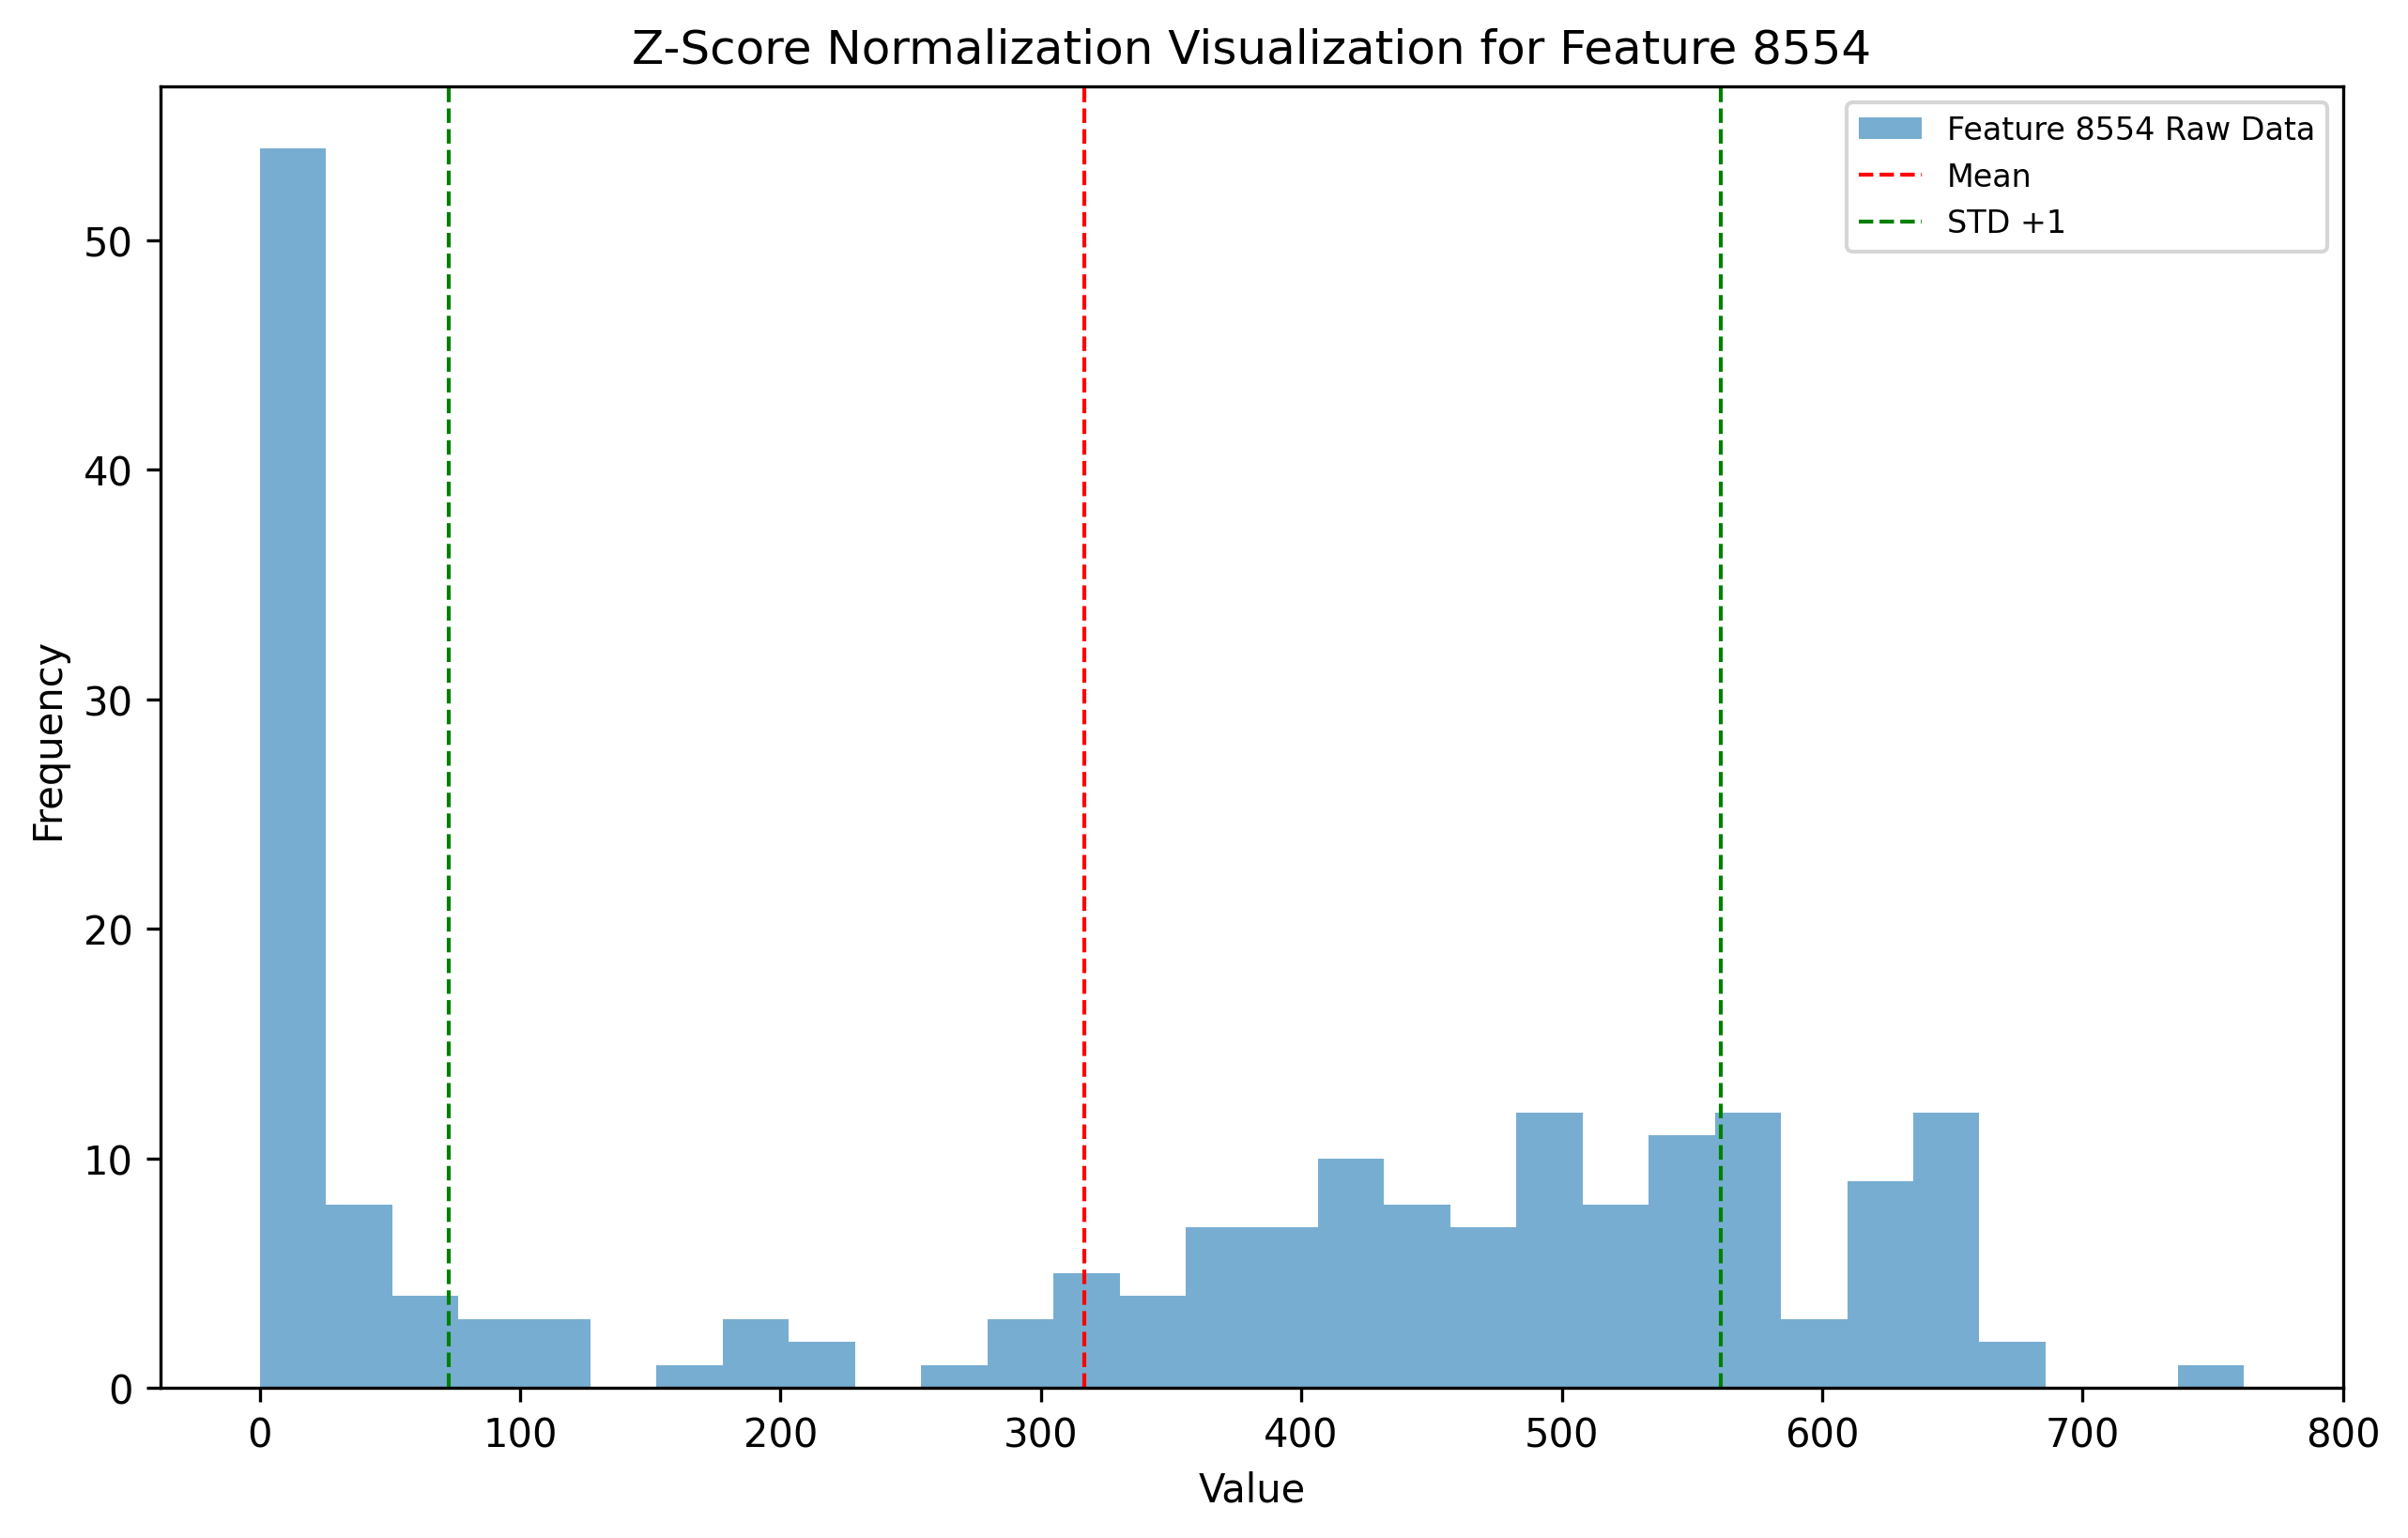 Z-Score Normalization Visualization for Feature 8554
Feature 8554 Raw Data
Mean
STD +1
Frequency
50
40
30
20
10
0
0 100 200 300 400 500 600 700 800
Value